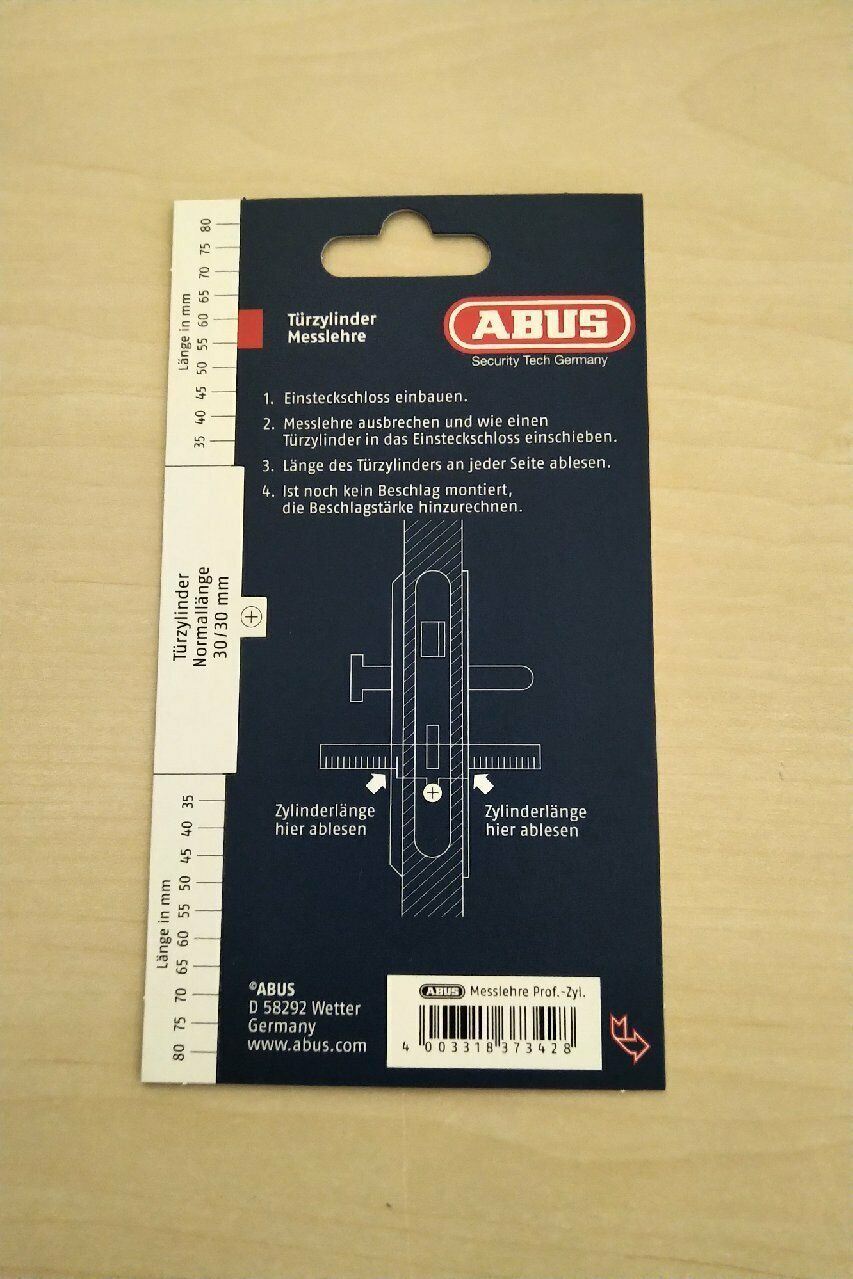 80
75
70
65
60
55
50
45
40
35
Länge in mm
Türzylinder
Normallänge
30/30 mm
35
40
45
50
55
60
65
70
75
80
Länge in mm
Türzylinder
Messlehre
ABUS
Security Tech Germany
1. Einsteckschloss einbauen.
2. Messlehre ausbrechen und wie einen
Türzylinder in das Einsteckschloss einschieben.
3. Länge des Türzylinders an jeder Seite ablesen.
4. Ist noch kein Beschlag montiert,
die Beschlagstärke hinzurechnen.
Zylinderlänge
hier ablesen
Zylinderlänge
hier ablesen
©ABUS
D 58292 Wetter
Germany
www.abus.com
ABUS Messlehre Prof.-Zyl.
4 003318 373428